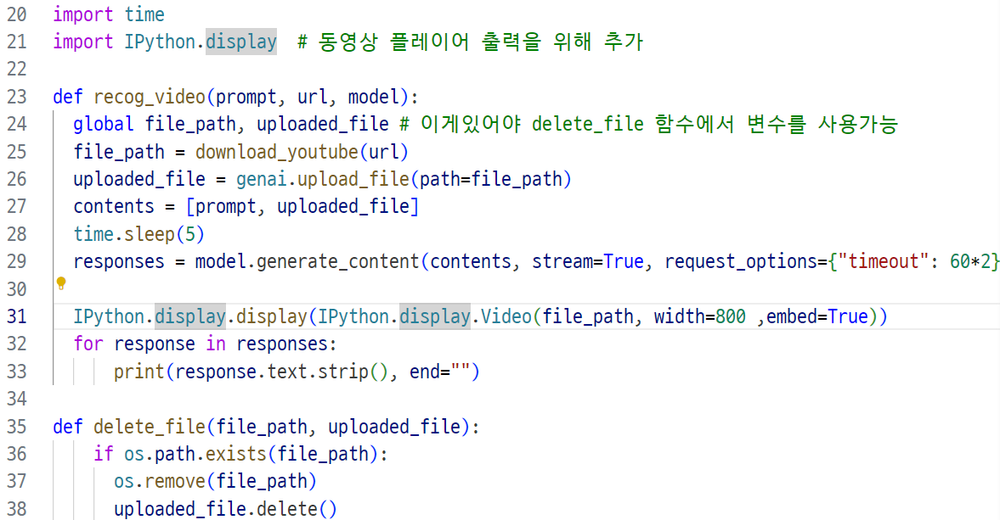 20 import time
21 import IPython.display  # 동영상 플레이어 출력을 위해 추가
22
23 def recog_video(prompt, url, model):
24   global file_path, uploaded_file # 이게있어야 delete_file 함수에서 변수를 사용가능
25   file_path = download_youtube(url)
26   uploaded_file = genai.upload_file(path=file_path)
27   contents = [prompt, uploaded_file]
28   time.sleep(5)
29   responses = model.generate_content(contents, stream=True, request_options={"timeout": 60*2}
30
31   IPython.display.display(IPython.display.Video(file_path, width=800 ,embed=True))
32   for response in responses:
33       print(response.text.strip(), end="")
34
35 def delete_file(file_path, uploaded_file):
36     if os.path.exists(file_path):
37       os.remove(file_path)
38       uploaded_file.delete()